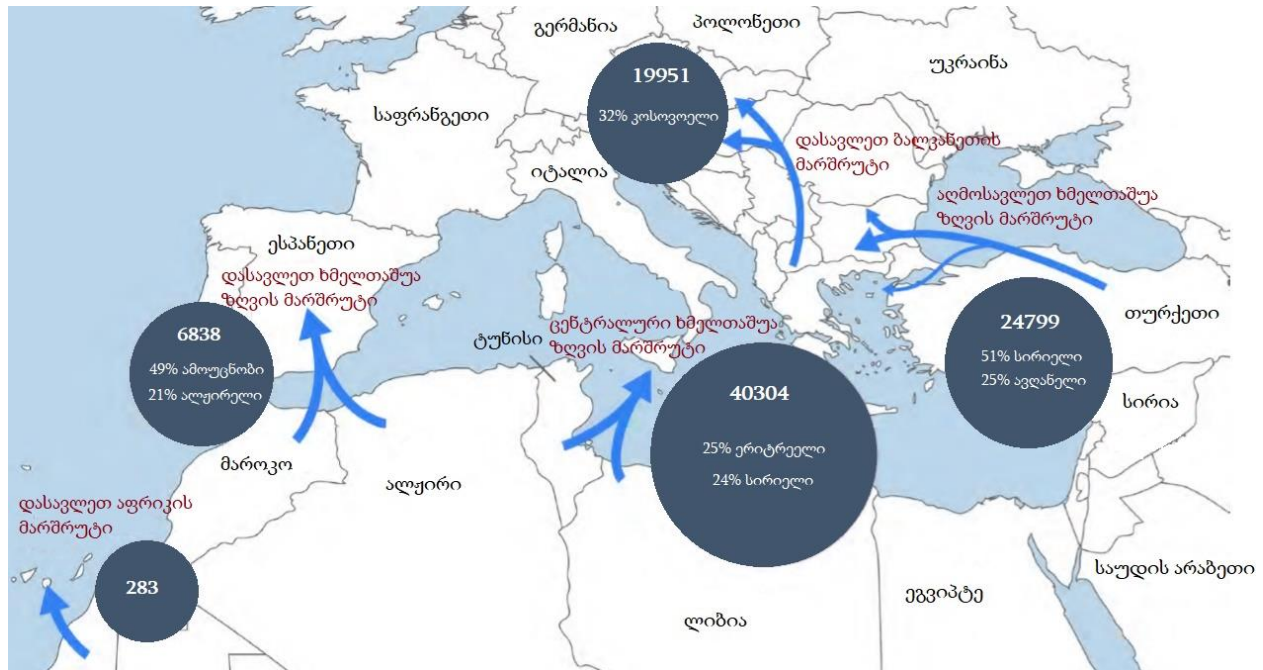 გერმანია
პოლონეთი
უკრაინა
19951
32% კოსოვოელი
საფრანგეთი
იტალია
დასავლეთ ბალკანეთის
მარშრუტი
აღმოსავლეთ ხმელთაშუა
ზღვის მარშრუტი
ესპანეთი
დასავლეთ ხმელთაშუა
ზღვის მარშრუტი
6838
49% ამოუცნობი
21% ალჟირელი
ტუნისი
ცენტრალური ხმელთაშუა
ზღვის მარშრუტი
24799
51% სირიელი
25% ავღანელი
თურქეთი
სირია
40304
25% ერიტრეელი
24% სირიელი
მაროკო
ალჟირი
დასავლეთ აფრიკის
მარშრუტი
283
ლიბია
ეგვიპტე
საუდის არაბეთი